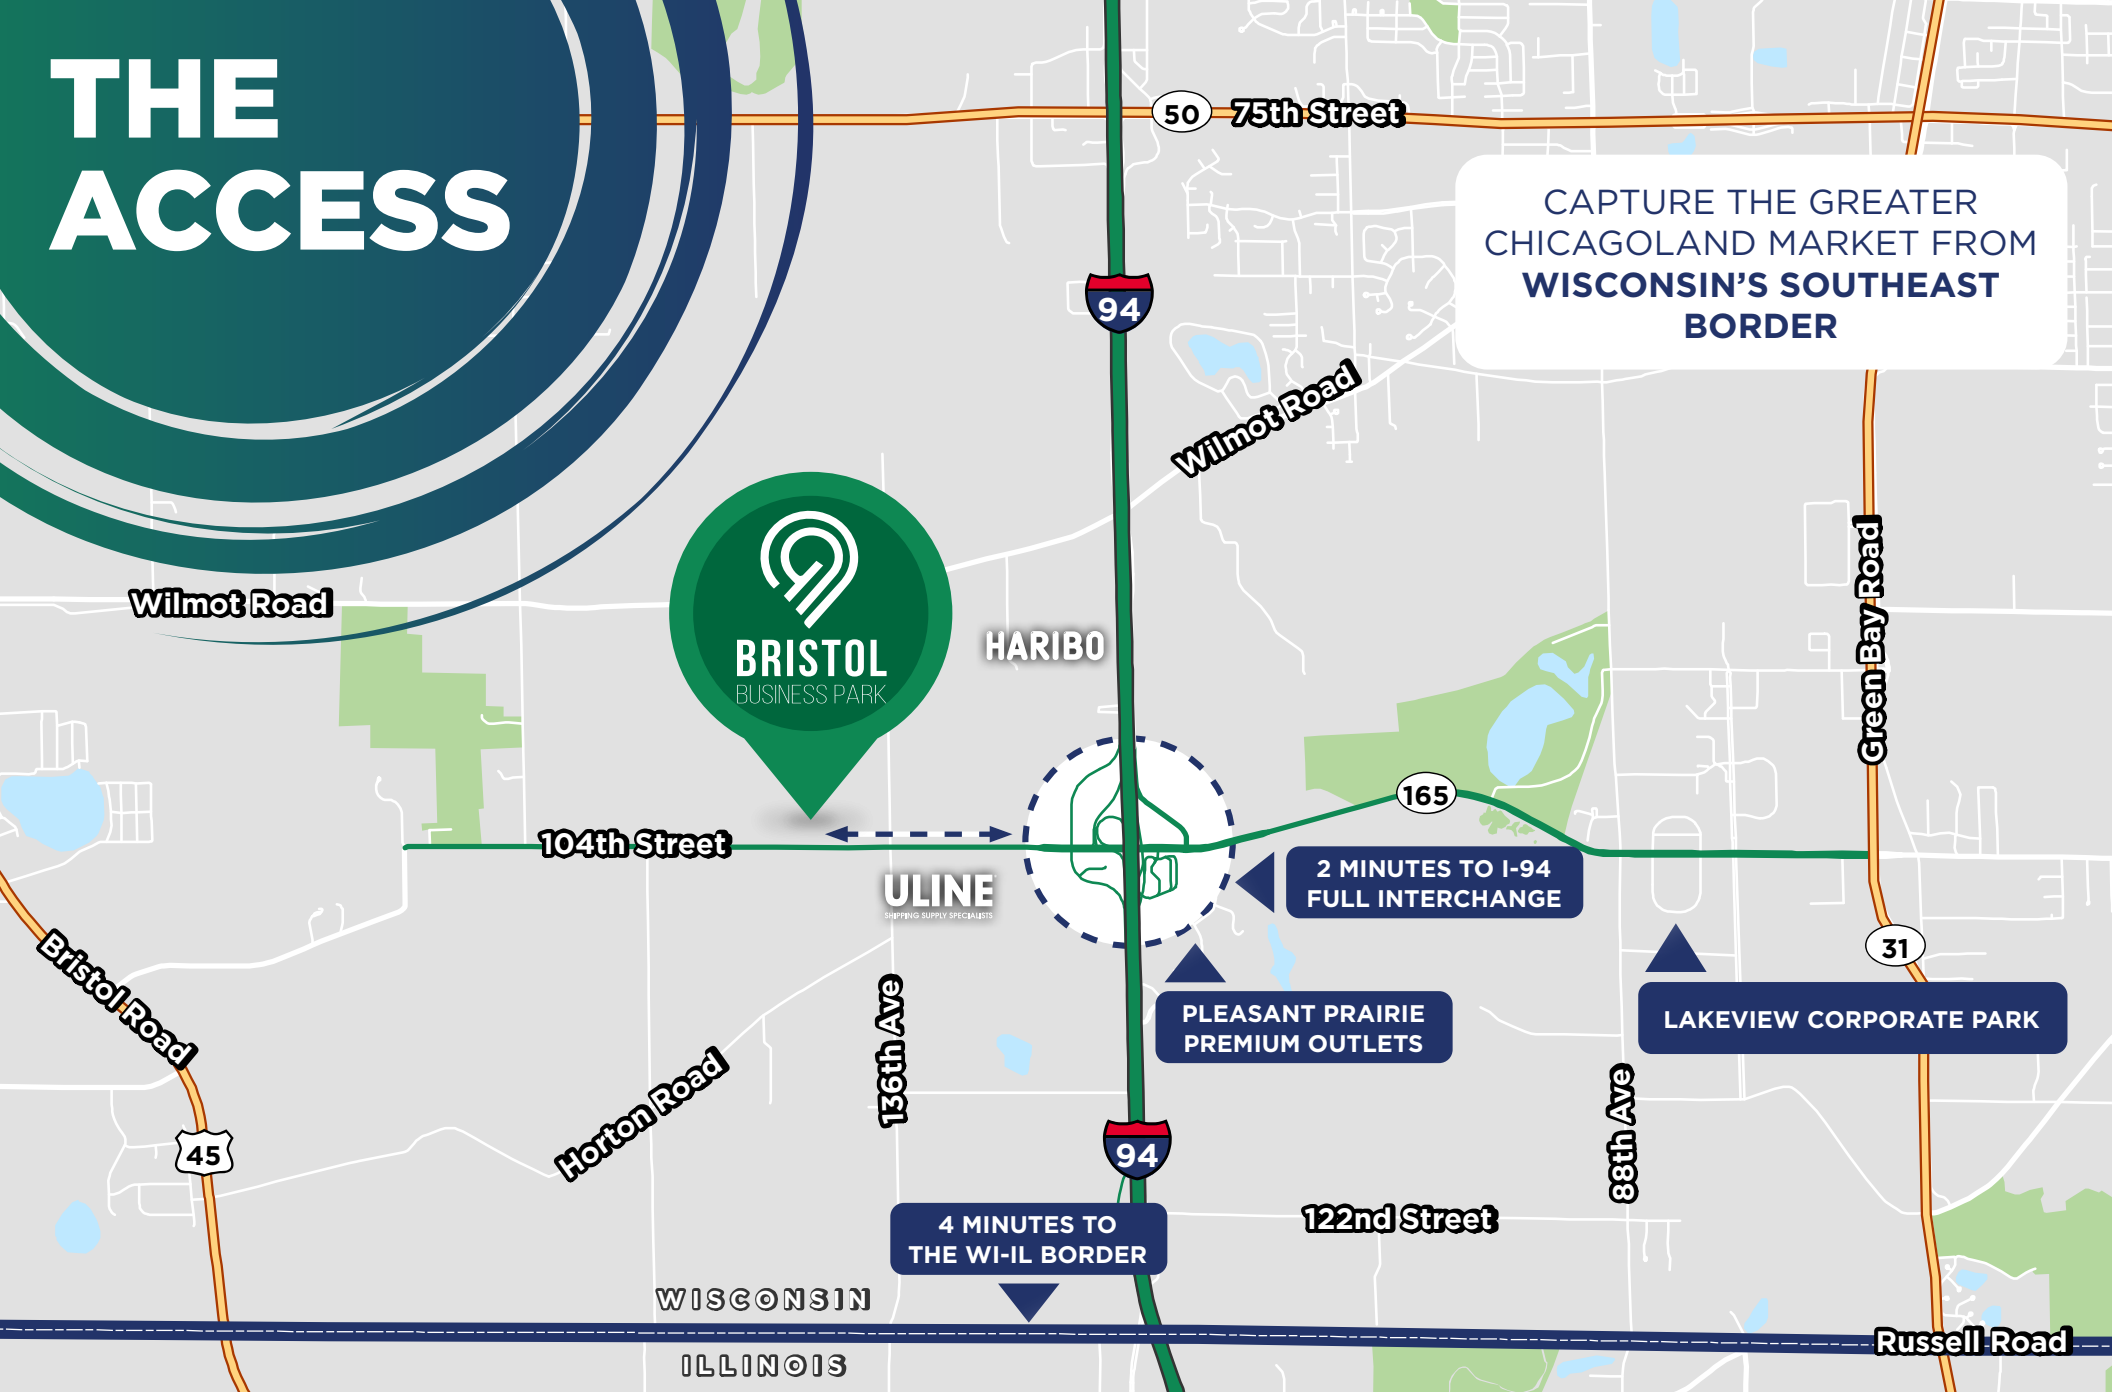 THE
ACCESS
50
75th Street
CAPTURE THE GREATER
CHICAGOLAND MARKET FROM
WISCONSIN'S SOUTHEAST
BORDER
94
Wilmot Road
Wilmot Road
BRISTOL
BUSINESS PARK
HARIBO
Green Bay Road
165
104th Street
ULINE
SHIPPING SUPPLY SPECIALISTS
2 MINUTES TO I-94
FULL INTERCHANGE
31
Bristol Road
PLEASANT PRAIRIE
PREMIUM OUTLETS
LAKEVIEW CORPORATE PARK
136th Ave
Horton Road
88th Ave
45
94
4 MINUTES TO
THE WI-IL BORDER
122nd Street
WISCONSIN
Russell Road
ILLINOIS